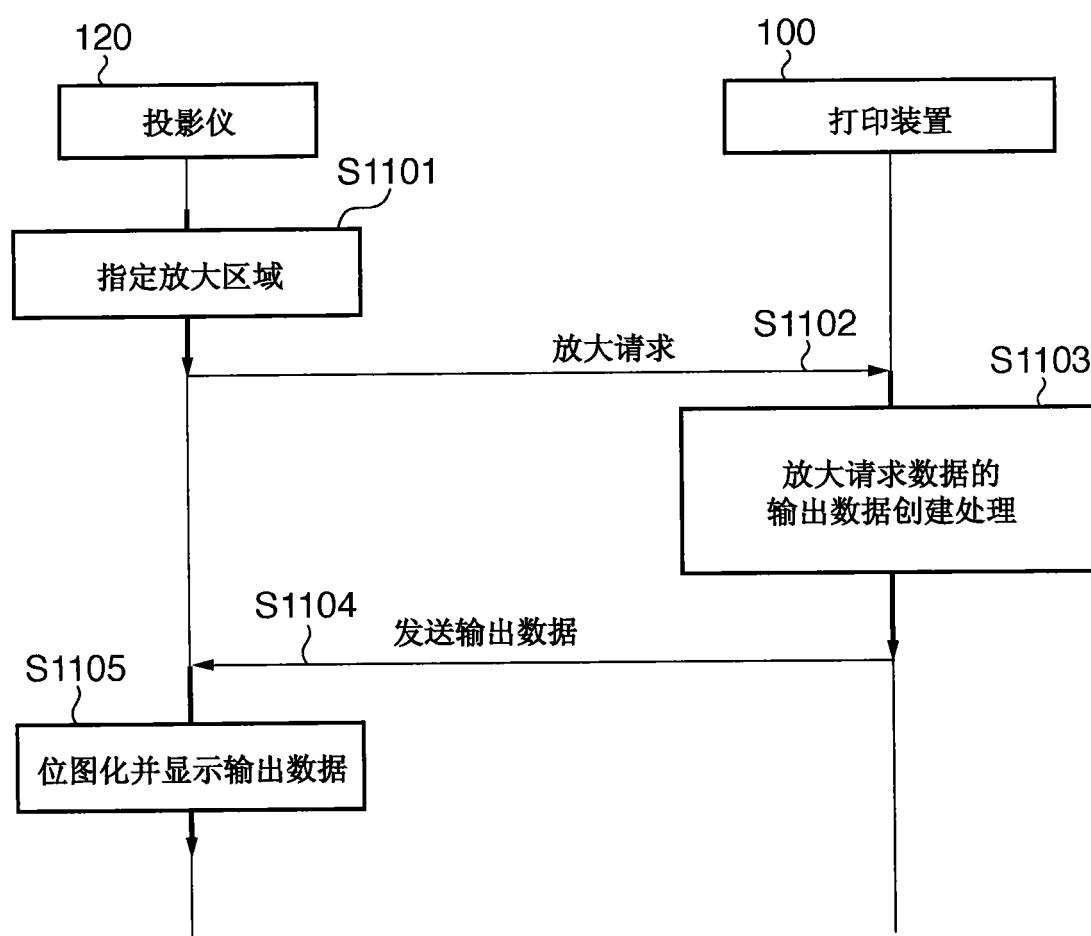 120
投影仪
100
打印装置
S1101
指定放大区域
放大请求
S1102
S1103
放大请求数据的
输出数据创建处理
S1104
发送输出数据
S1105
位图化并显示输出数据